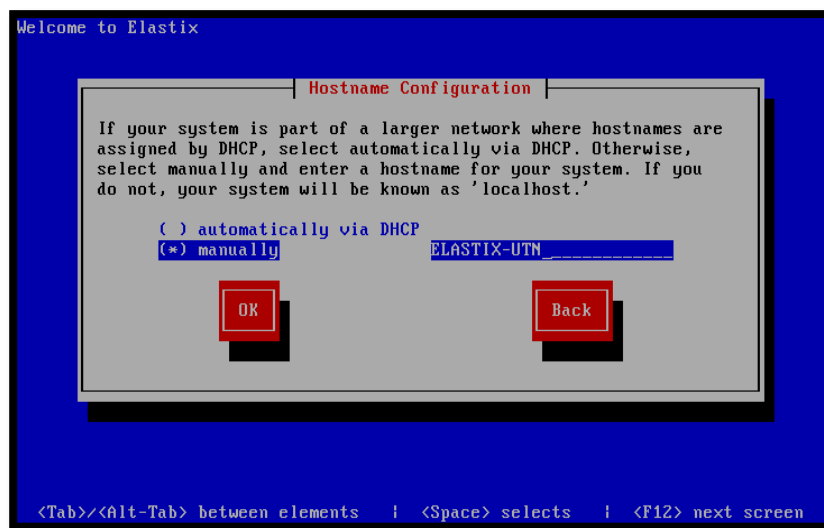 Welcome to Elastix
Hostname Configuration
If your system is part of a larger network where hostnames are
assigned by DHCP, select automatically via DHCP. Otherwise,
select manually and enter a hostname for your system. If you
do not, your system will be known as 'localhost.'
( ) automatically via DHCP
(*) manually ELASTIX-UTN_____________
OK Back
<Tab>/<Alt-Tab> between elements | <Space> selects | <F12> next screen